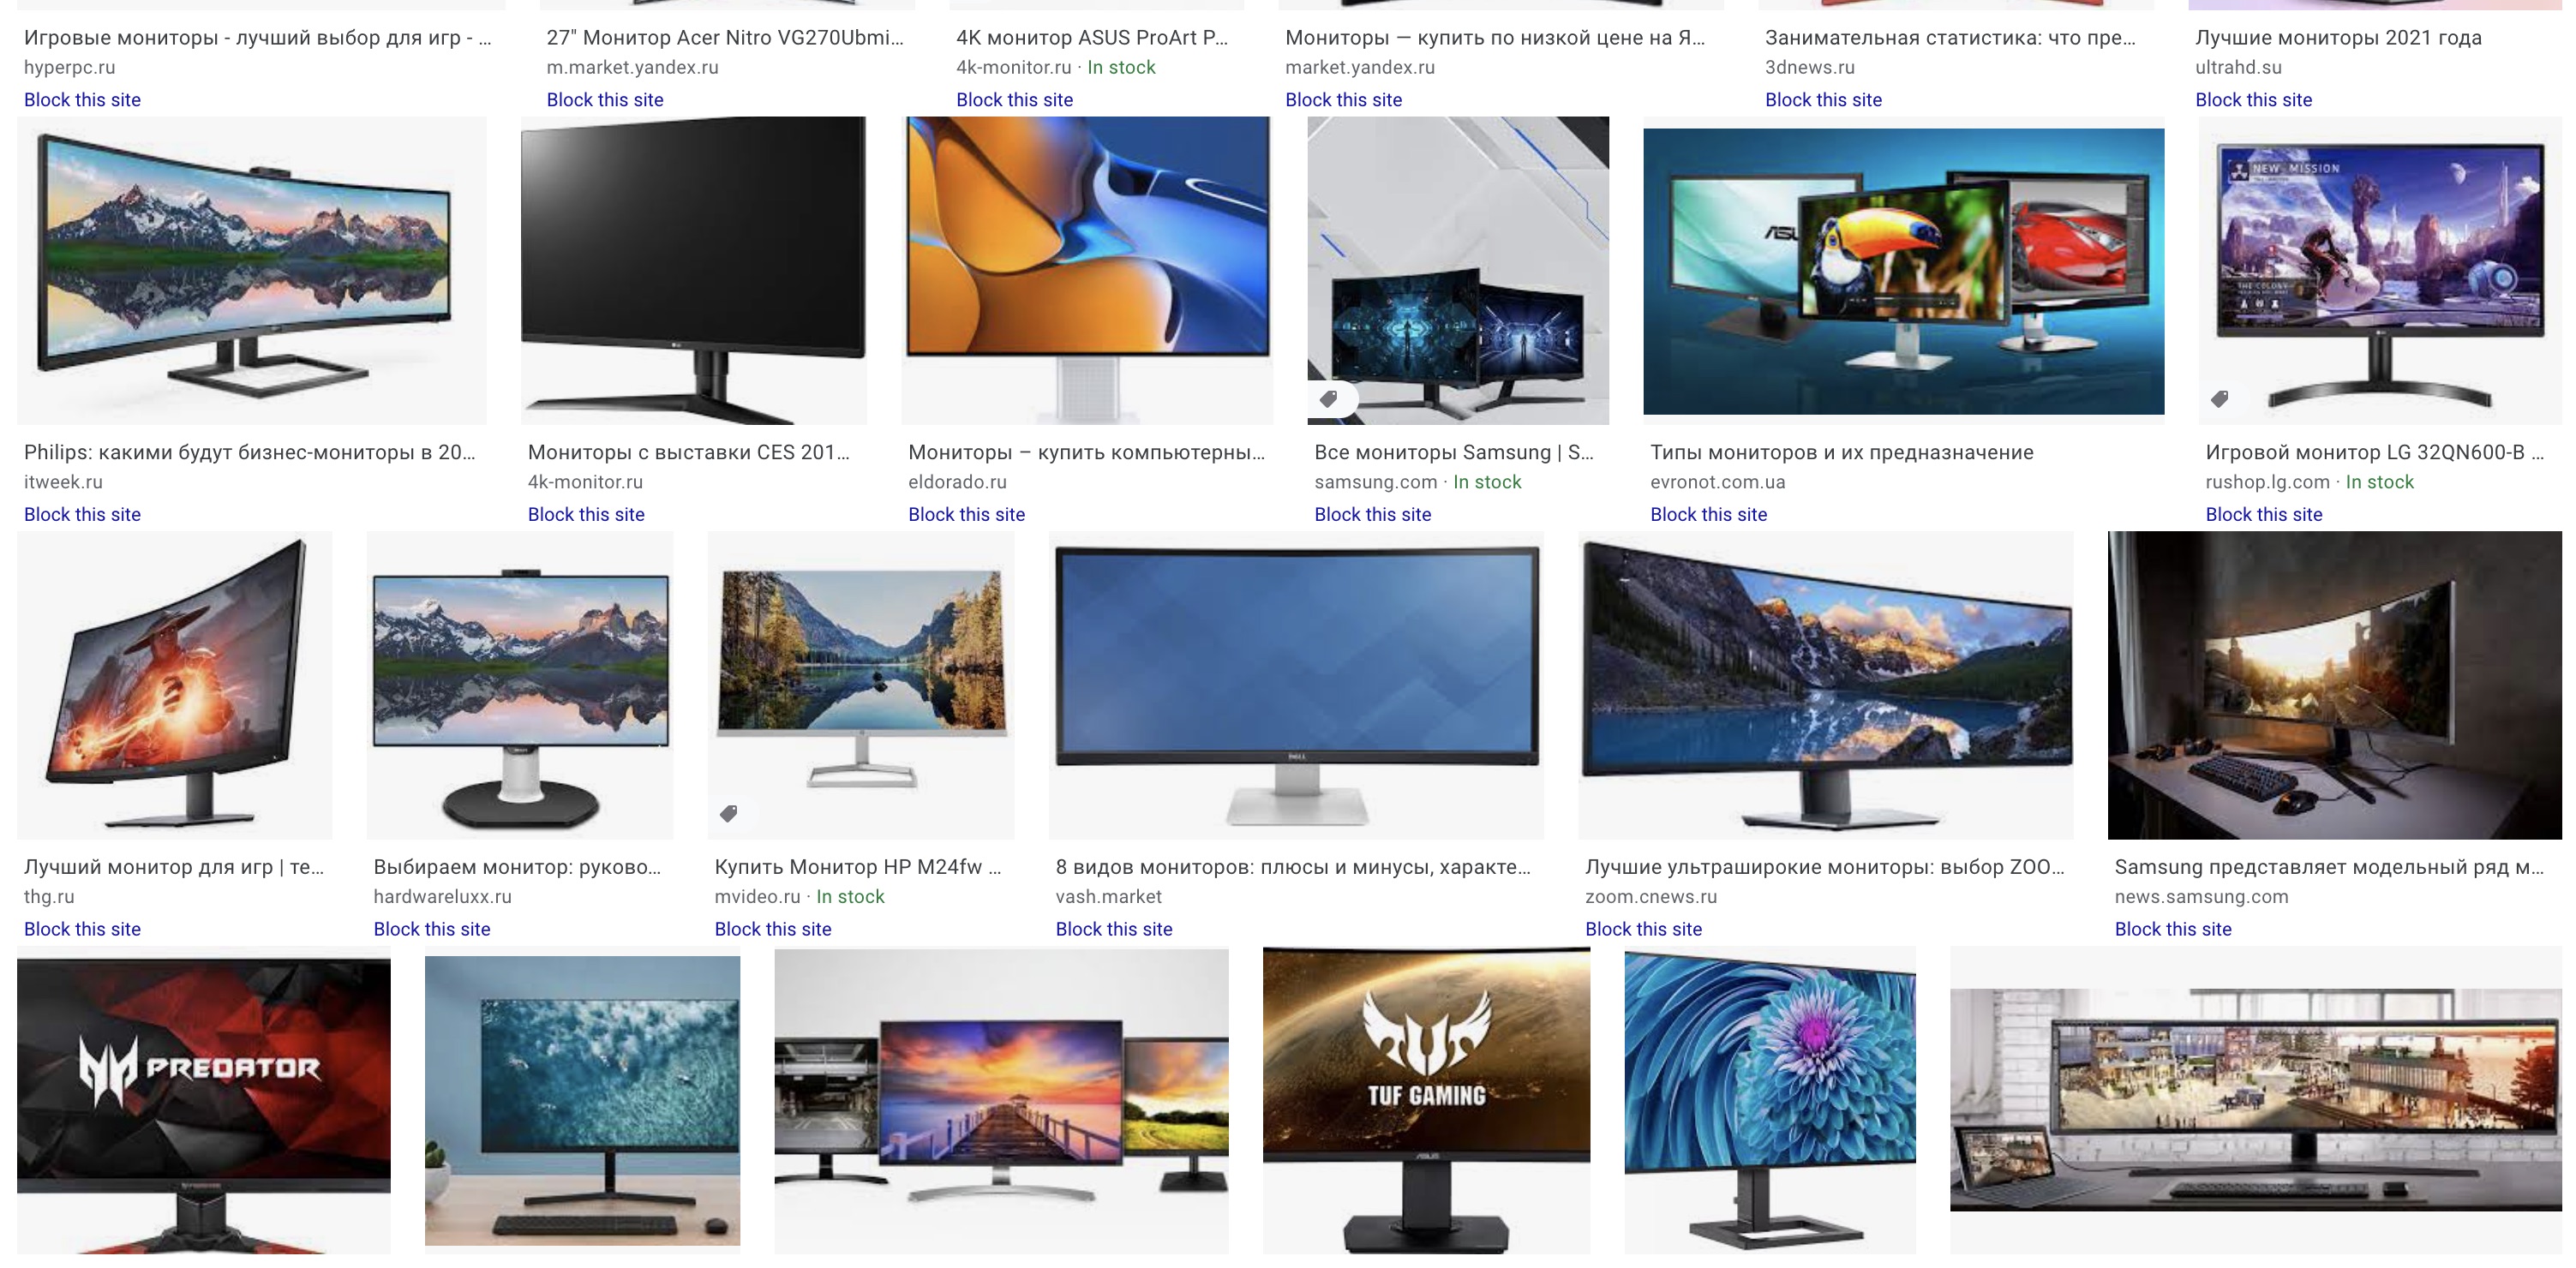 Игровые мониторы - лучший выбор для игр - ...
hyperpc.ru
Block this site
27" Монитор Acer Nitro VG270Ubmi...
m.market.yandex.ru
Block this site
4K монитор ASUS ProArt P...
4k-monitor.ru · In stock
Block this site
Мониторы — купить по низкой цене на Я...
market.yandex.ru
Block this site
Занимательная статистика: что пре...
3dnews.ru
Block this site
Лучшие мониторы 2021 года
ultrahd.su
Block this site
ASU
NEW MISSION
THE COLONY
Philips: какими будут бизнес-мониторы в 20...
itweek.ru
Block this site
Мониторы с выставки CES 201...
4k-monitor.ru
Block this site
Мониторы – купить компьютерны...
eldorado.ru
Block this site
Все мониторы Samsung | S...
samsung.com · In stock
Block this site
Типы мониторов и их предназначение
evronot.com.ua
Block this site
Игровой монитор LG 32QN600-B ...
rushop.lg.com · In stock
Block this site
DELL
Лучший монитор для игр | те...
thg.ru
Block this site
Выбираем монитор: руково...
hardwareluxx.ru
Block this site
Купить Монитор HP M24fw ...
mvideo.ru · In stock
Block this site
8 видов мониторов: плюсы и минусы, характе...
vash.market
Block this site
Лучшие ультраширокие мониторы: выбор ZOO...
zoom.cnews.ru
Block this site
Samsung представляет модельный ряд м...
news.samsung.com
Block this site
PREDATOR
TUF GAMING
ASUS